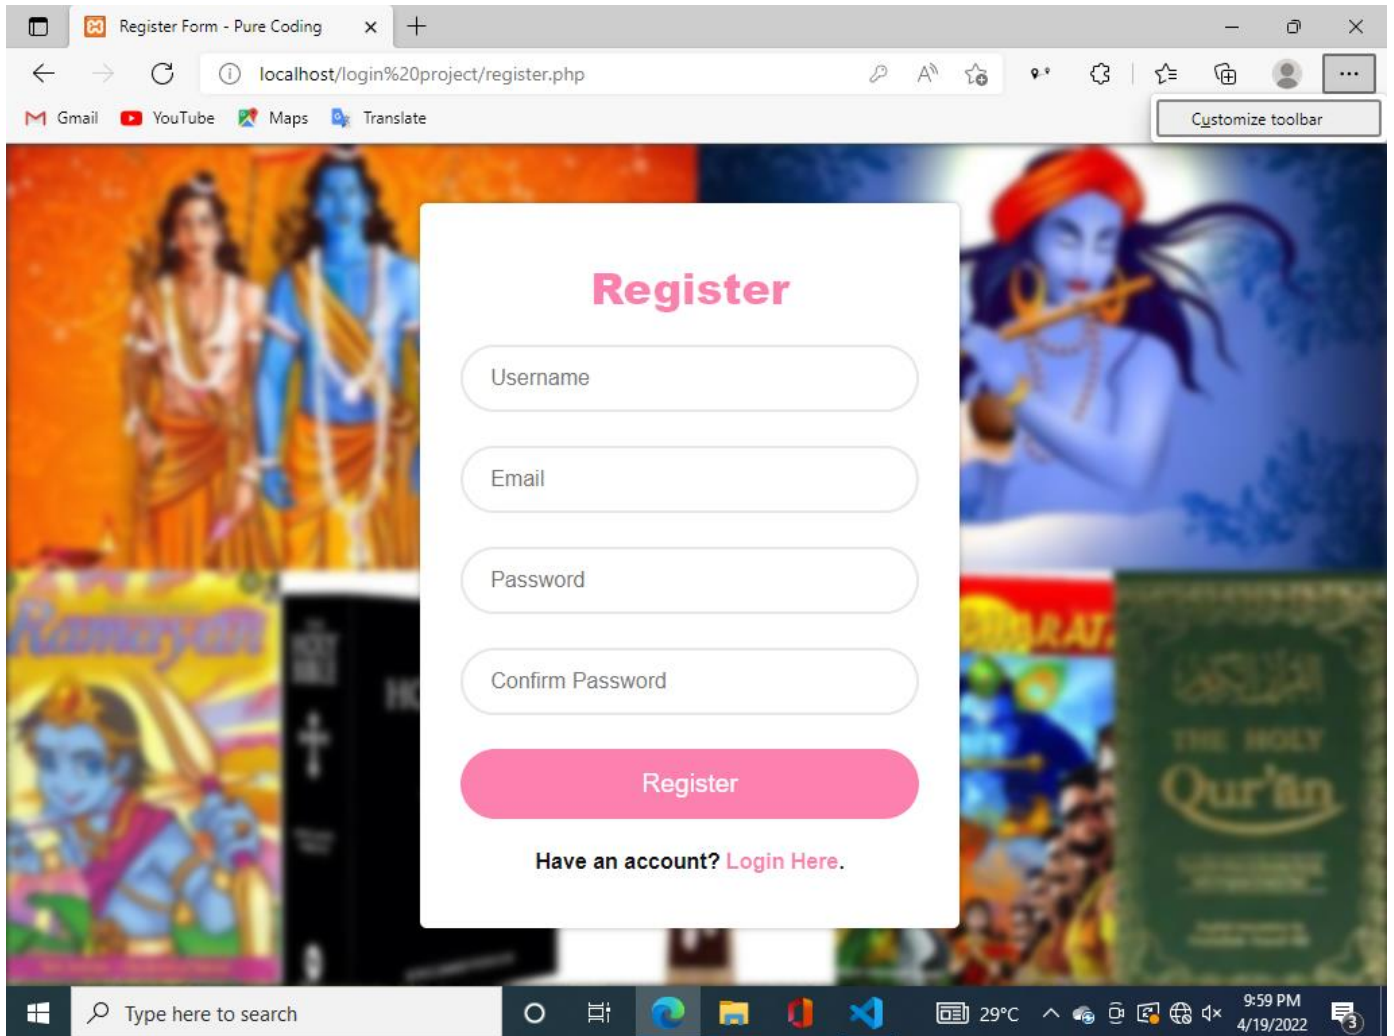 Register Form - Pure Coding
localhost/login%20project/register.php
Gmail YouTube Maps Translate
Customize toolbar
Register
Username
Email
Password
Confirm Password
Register
Have an account? Login Here.
Ramayan
HOLY
BIBLE
HO
BHARAT
THE HOLY
Qur'an
Type here to search
29°C
9:59 PM
4/19/2022
3